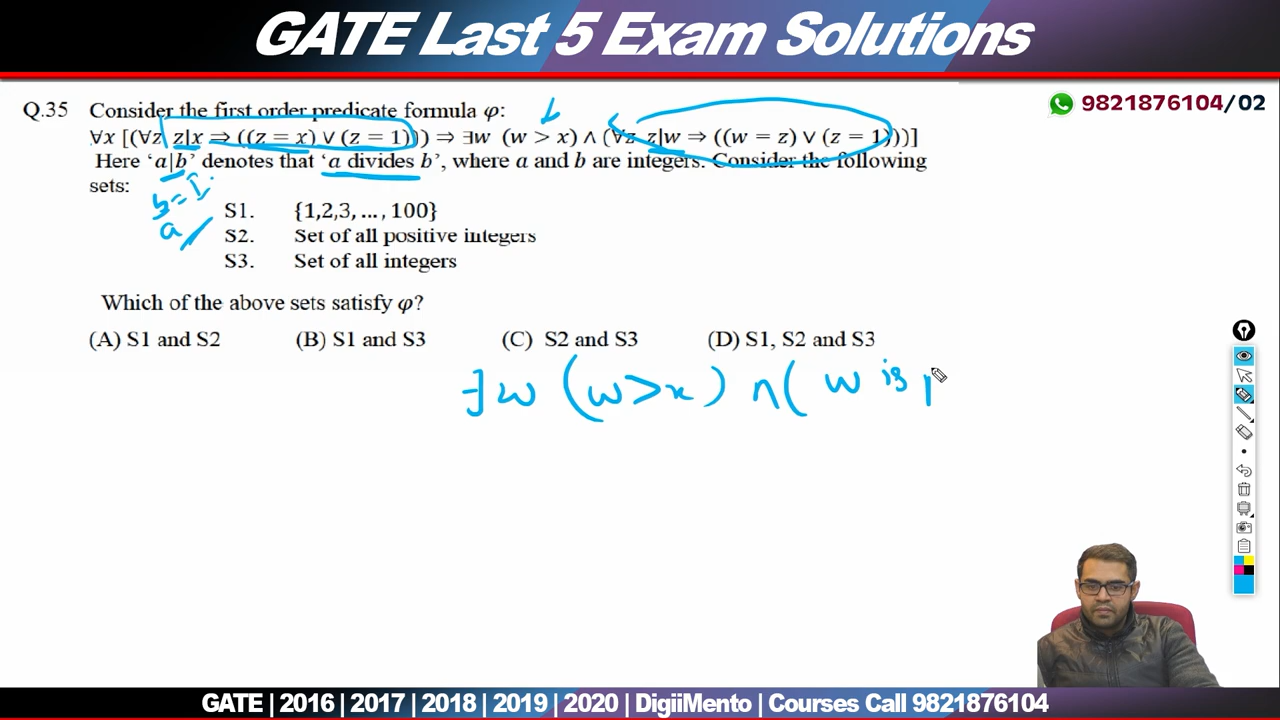 GATE Last 5 Exam Solutions
9821876104/02
Q.35 Consider the first order predicate formula φ:
∀x [(∀z z|x ⇒ ((z = x) ∨ (z = 1))) ⇒ ∃w (w > x) ∧ (∀z z|w ⇒ ((w = z) ∨ (z = 1)))]
Here ‘a|b’ denotes that ‘a divides b’, where a and b are integers. Consider the following
sets:
b = I
a
S1. {1,2,3, ..., 100}
S2. Set of all positive integers
S3. Set of all integers
Which of the above sets satisfy φ?
(A) S1 and S2 (B) S1 and S3 (C) S2 and S3 (D) S1, S2 and S3
∃w (w>x) ∩ ( w is
GATE | 2016 | 2017 | 2018 | 2019 | 2020 | DigiiMento | Courses Call 9821876104